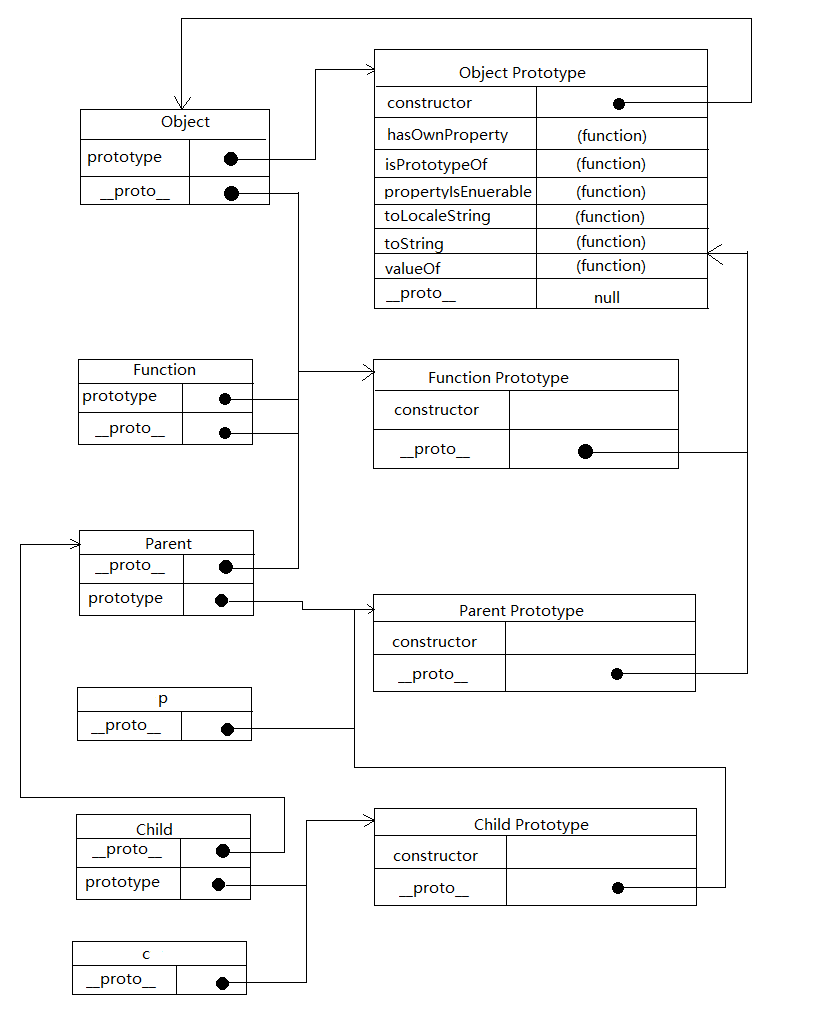 Object Prototype
constructor
hasOwnProperty (function)
isPrototypeOf (function)
propertyIsEnuerable (function)
toLocaleString (function)
toString (function)
valueOf (function)
__proto__ null
Object
prototype
__proto__
Function
prototype
__proto__
Function Prototype
constructor
__proto__
Parent
__proto__
prototype
Parent Prototype
constructor
__proto__
p
__proto__
Child
__proto__
prototype
Child Prototype
constructor
__proto__
c
__proto__